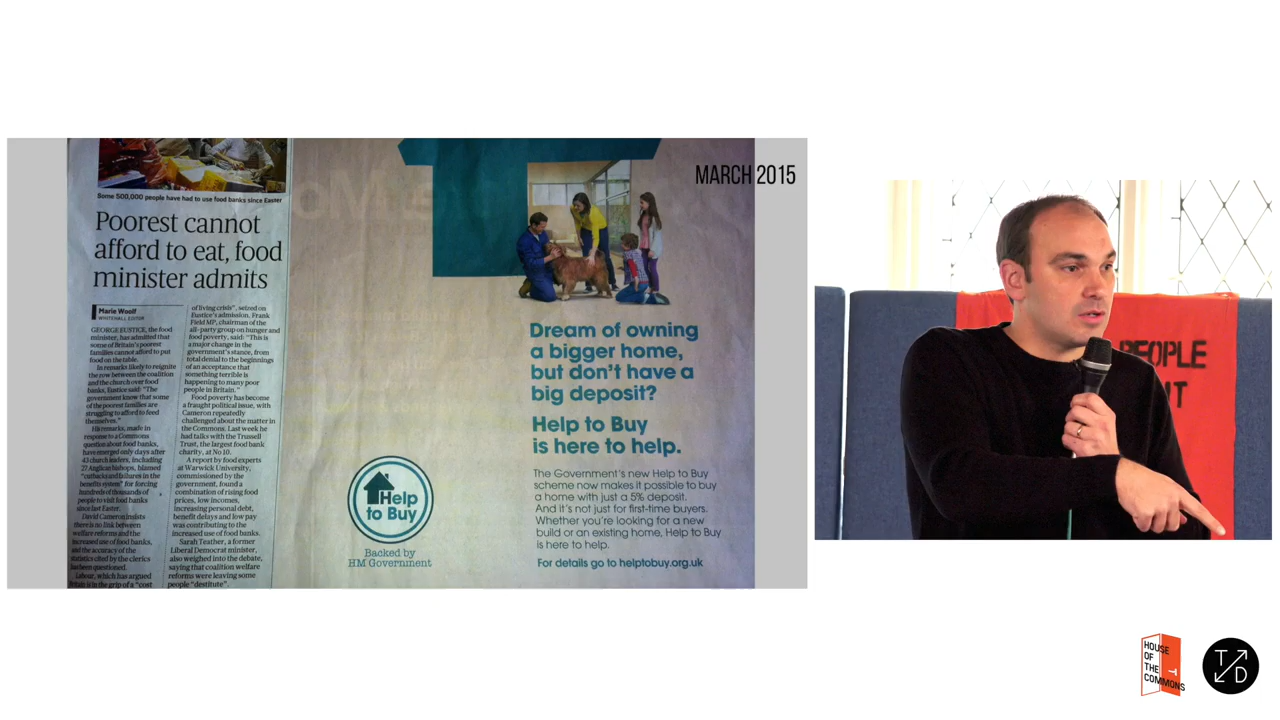 MARCH 2015
Some 500,000 people have had to use food banks since Easter
Poorest cannot
afford to eat, food
minister admits
Marie Woolf
WHITEHALL EDITOR
GEORGE EUSTICE, the food
minister, has admitted that
some of Britain's poorest
families cannot afford to put
food on the table.
In remarks likely to reignite
the row between the coalition
and the church over food
banks, Eustice said: "The
government know that some
of the poorest families are
struggling to afford to feed
themselves."
His remarks, made in
response to a Commons
question about food banks,
have emerged only days after
43 church leaders, including
27 Anglican bishops, blamed
"cutbacks and failures in the
benefits system" for forcing
hundreds of thousands of
people to visit food banks
since last Easter.
David Cameron insists
there is no link between
welfare reforms and the
increased use of food banks,
and the accuracy of the
statistics cited by the clerics
has been questioned.
Labour, which has argued
Britain is in the grip of a "cost
of living crisis", seized on
Eustice's admission. Frank
Field MP, chairman of the
all-party group on hunger and
food poverty, said: "This is
a major change in the
government's stance, from
total denial to the beginnings
of an acceptance that
something terrible is
happening to many poor
people in Britain."
Food poverty has become
a fraught political issue, with
Cameron repeatedly
challenged about the matter in
the Commons. Last week he
had talks with the Trussell
Trust, the largest food bank
charity, at No 10.
A report by food experts
at Warwick University,
commissioned by the
government, found a
combination of rising food
prices, low incomes,
increasing personal debt,
benefit delays and low pay
was contributing to the
increased use of food banks.
Sarah Teather, a former
Liberal Democrat minister,
also weighed into the debate,
saying that coalition welfare
reforms were leaving some
people "destitute".
Dream of owning
a bigger home,
but don't have a
big deposit?
Help to Buy
is here to help.
The Government's new Help to Buy
scheme now makes it possible to buy
a home with just a 5% deposit.
And it's not just for first-time buyers.
Whether you're looking for a new
build or an existing home, Help to Buy
is here to help.
For details go to helptobuy.org.uk
Help
to Buy
Backed by
HM Government
PEOPLE
HOUSE
OF
THE
COMMONS
T
D